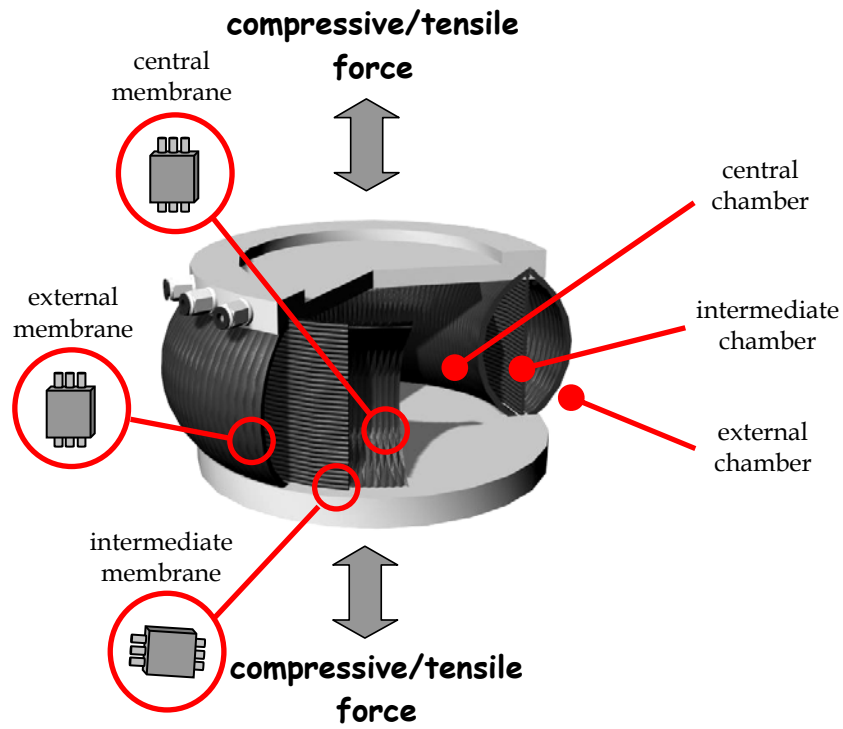 compressive/tensile
force
central
membrane
central
chamber
external
membrane
intermediate
chamber
external
chamber
intermediate
membrane
compressive/tensile
force